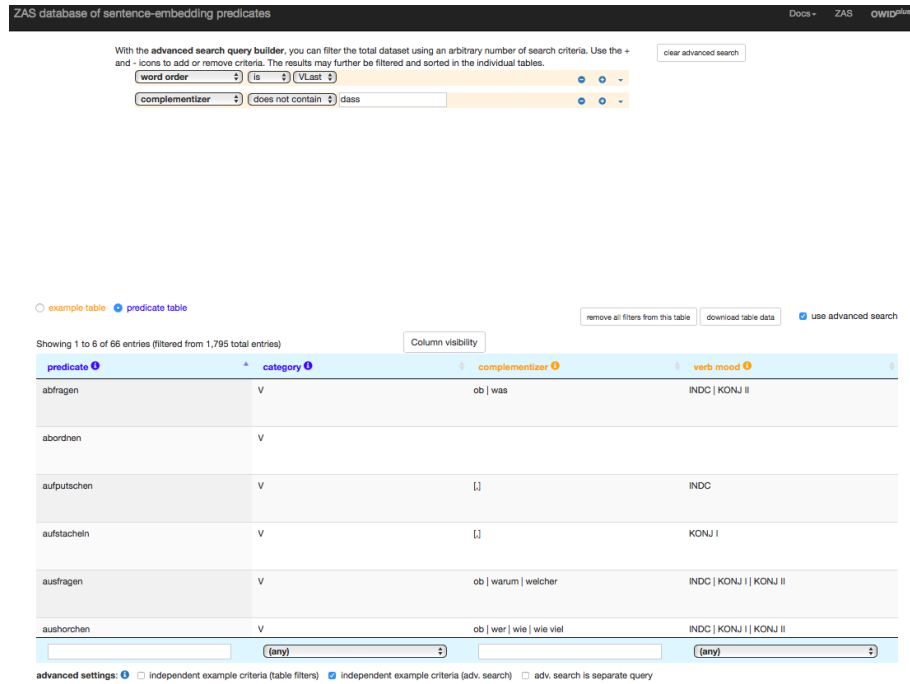 ZAS database of sentence-embedding predicates Docs ZAS OWIDplus
With the advanced search query builder, you can filter the total dataset using an arbitrary number of search criteria. Use the + clear advanced search
and - icons to add or remove criteria. The results may further be filtered and sorted in the individual tables.
word order is VLast
complementizer does not contain dass
example table predicate table
remove all filters from this table download table data use advanced search
Showing 1 to 6 of 66 entries (filtered from 1,795 total entries) Column visibility
predicate category complementizer verb mood
abfragen V ob | was INDC | KONJ II
abordnen V
aufputschen V [,] INDC
aufstacheln V [,] KONJ I
ausfragen V ob | warum | welcher INDC | KONJ I | KONJ II
aushorchen V ob | wer | wie | wie viel INDC | KONJ I | KONJ II
(any) (any)
advanced settings: independent example criteria (table filters) independent example criteria (adv. search) adv. search is separate query